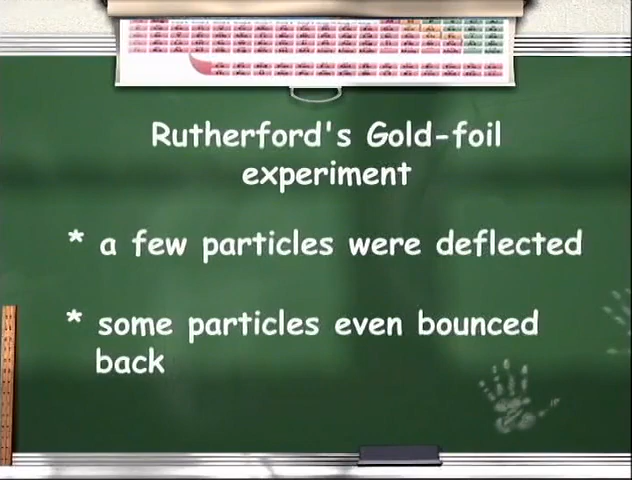 Rutherford's Gold-foil
experiment
* a few particles were deflected
* some particles even bounced
back